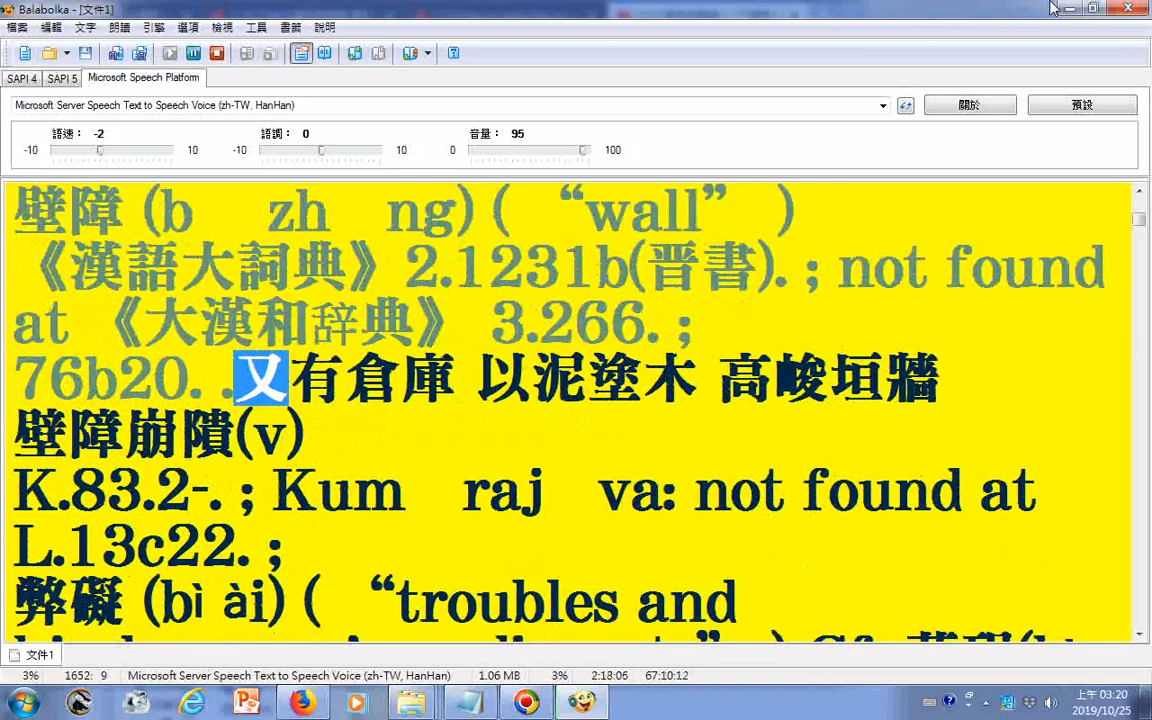 Balabolka - [文件1]
檔案 編輯 文字 朗讀 引擎 選項 檢視 工具 書籤 說明
SAPI 4 SAPI 5 Microsoft Speech Platform
Microsoft Server Speech Text to Speech Voice (zh-TW, HanHan) 關於 預設
語速: -2 語調: 0 音量: 95
-10 10 -10 10 0 100
壁障 (b zh ng) ( “wall” )
《漢語大詞典》 2.1231b(晋書). ; not found
at 《大漢和辞典》 3.266. ;
76b20. .又有倉庫 以泥塗木 高峻垣牆
壁障崩隤(v)
K.83.2-. ; Kum raj va: not found at
L.13c22. ;
弊礙 (bì ài) ( “troubles and
文件1
3% 1652: 9 Microsoft Server Speech Text to Speech Voice (zh-TW, HanHan) 1.06 MB 3% 2:18:06 67:10:12
上午 03:20
2019/10/25